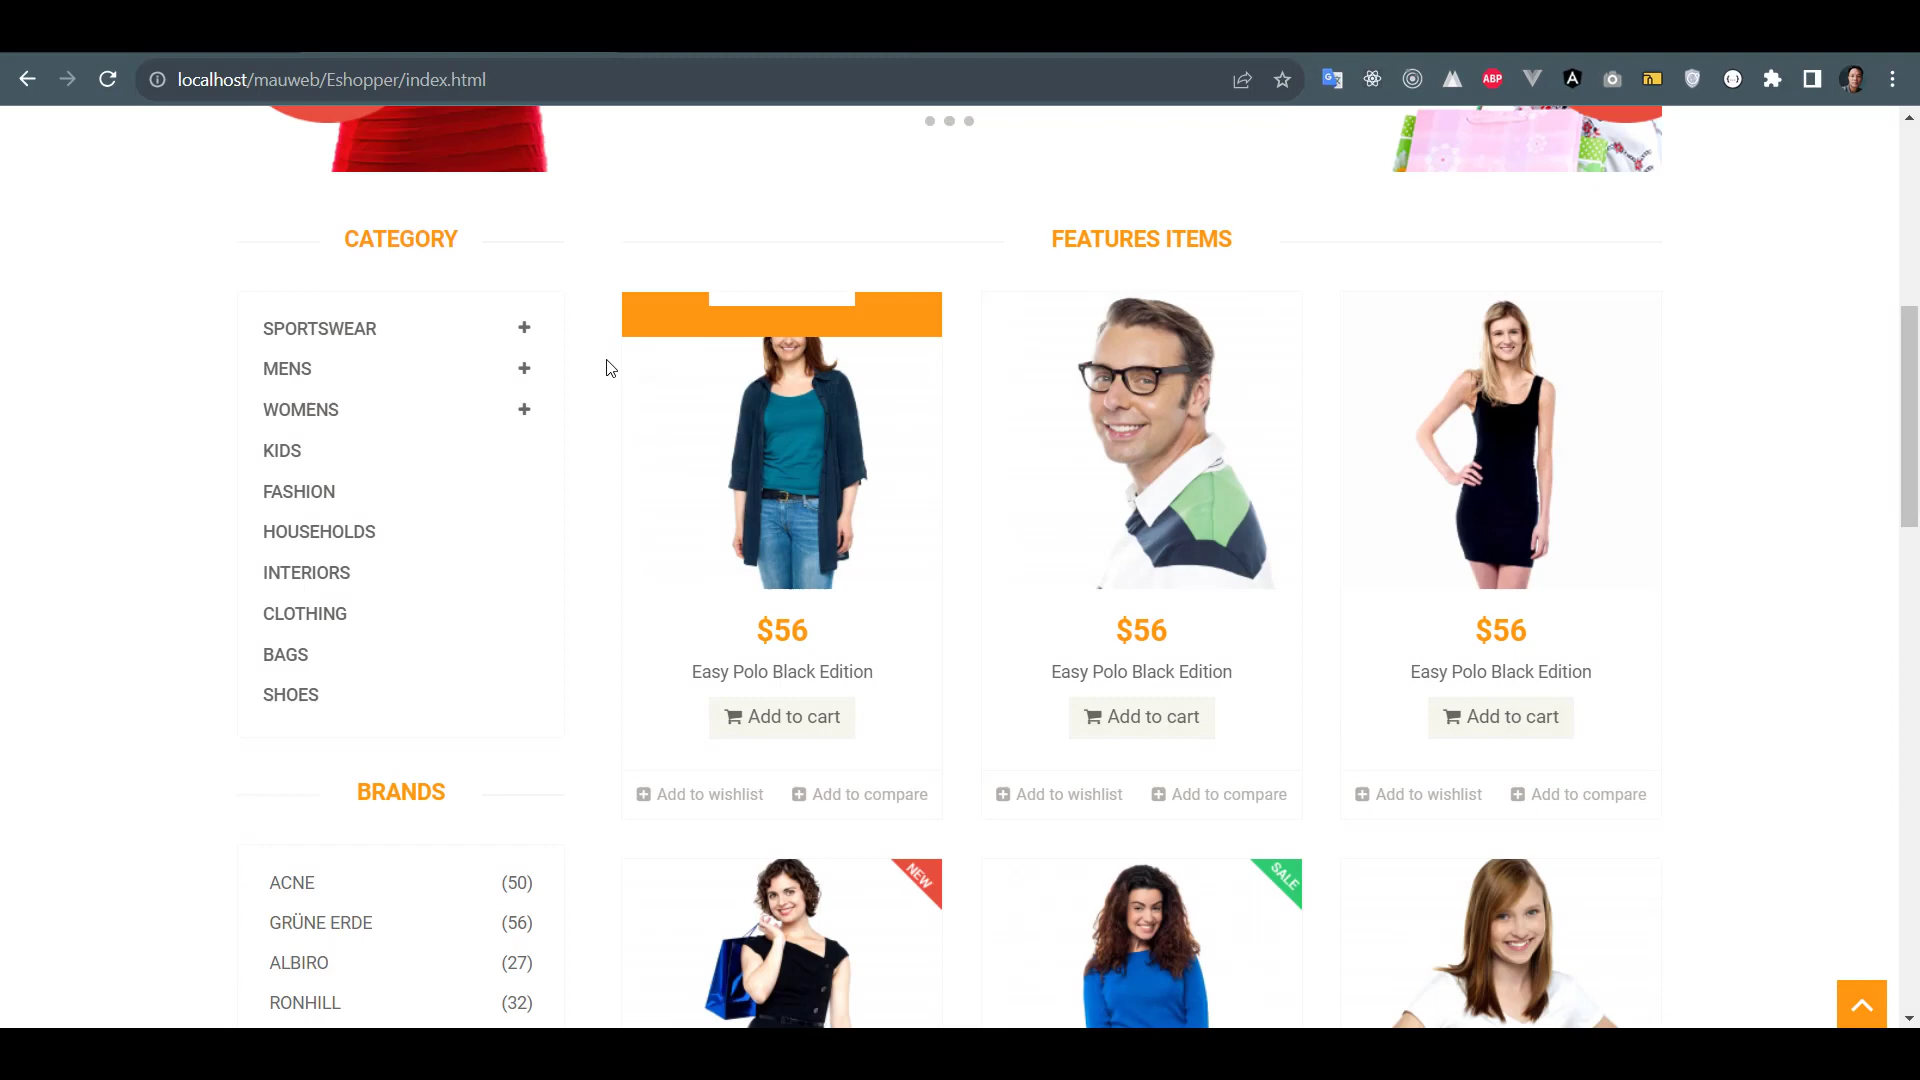 localhost/mauweb/Eshopper/index.html
ABP
CATEGORY
SPORTSWEAR
MENS
WOMENS
KIDS
FASHION
HOUSEHOLDS
INTERIORS
CLOTHING
BAGS
SHOES
BRANDS
ACNE (50)
GRÜNE ERDE (56)
ALBIRO (27)
RONHILL (32)
FEATURES ITEMS
$56 $56 $56
Easy Polo Black Edition Easy Polo Black Edition Easy Polo Black Edition
Add to cart Add to cart Add to cart
Add to wishlist Add to compare Add to wishlist Add to compare Add to wishlist Add to compare
NEW SALE